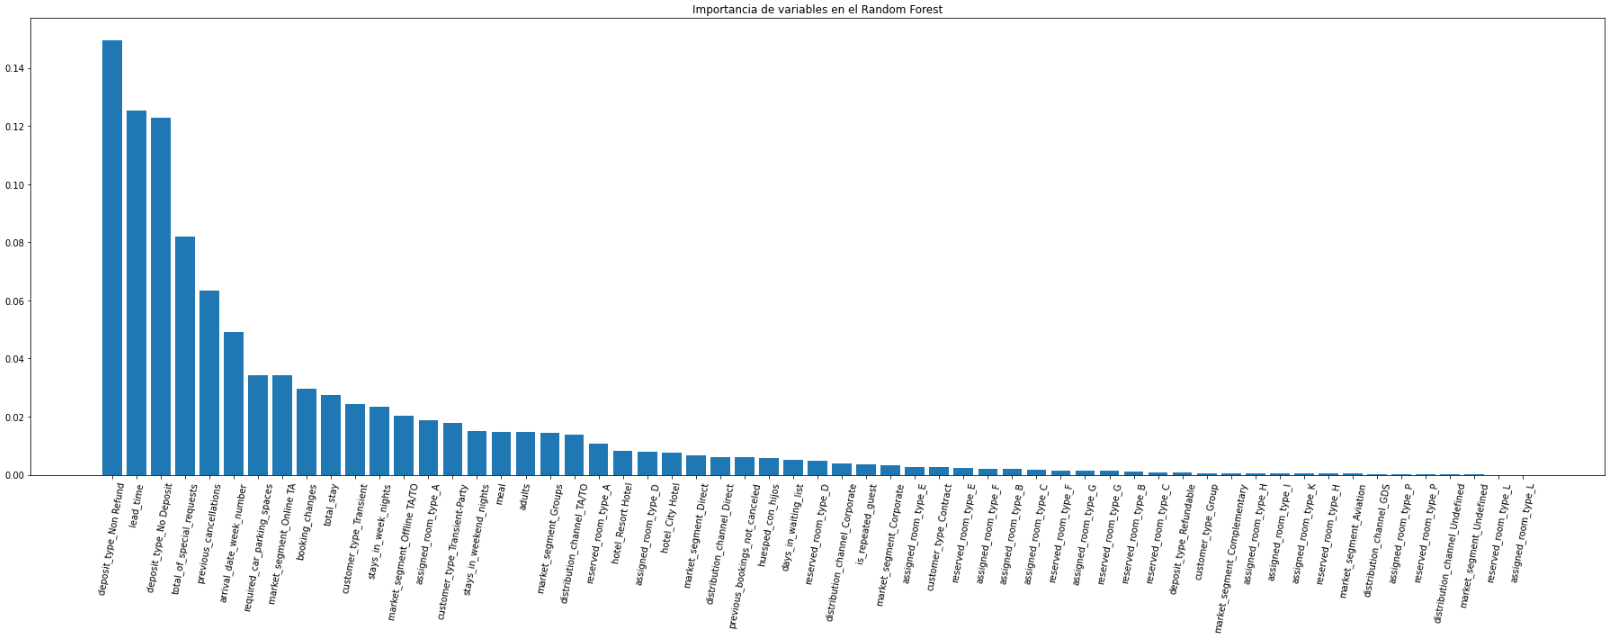 Importancia de variables en el Random Forest
0.14
0.12
0.10
0.08
0.06
0.04
0.02
0.00
deposit_type_Non Refund
lead_time
deposit_type_No Deposit
total_of_special_requests
previous_cancellations
arrival_date_week_number
required_car_parking_spaces
market_segment_Online TA
booking_changes
total_stay
customer_type_Transient
stays_in_week_nights
market_segment_Offline TA/TO
assigned_room_type_A
customer_type_Transient-Party
stays_in_weekend_nights
meal
adults
market_segment_Groups
distribution_channel_TA/TO
reserved_room_type_A
hotel_Resort Hotel
assigned_room_type_D
hotel_City Hotel
market_segment_Direct
distribution_channel_Direct
previous_bookings_not_canceled
huesped_con_hijos
days_in_waiting_list
reserved_room_type_D
distribution_channel_Corporate
is_repeated_guest
market_segment_Corporate
assigned_room_type_E
customer_type_Contract
reserved_room_type_E
assigned_room_type_F
assigned_room_type_B
assigned_room_type_C
reserved_room_type_F
assigned_room_type_G
reserved_room_type_G
reserved_room_type_B
reserved_room_type_C
deposit_type_Refundable
customer_type_Group
market_segment_Complementary
assigned_room_type_H
assigned_room_type_I
assigned_room_type_K
reserved_room_type_H
market_segment_Aviation
distribution_channel_GDS
assigned_room_type_P
reserved_room_type_P
distribution_channel_Undefined
market_segment_Undefined
reserved_room_type_L
assigned_room_type_L